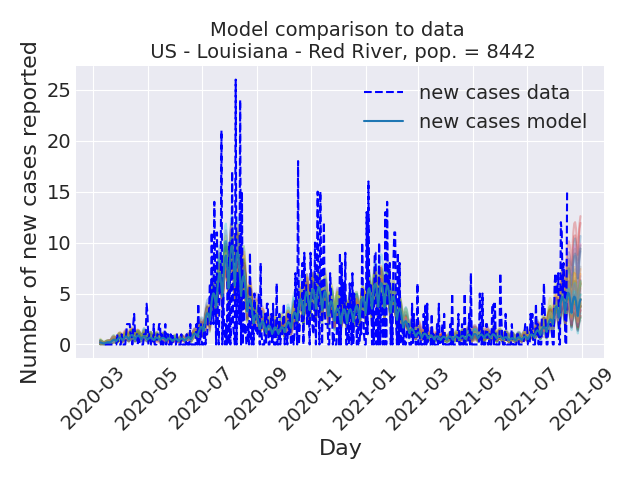 Model comparison to data
US - Louisiana - Red River, pop. = 8442
Number of new cases reported
25
20
15
10
5
0
new cases data
new cases model
2020-03
2020-05
2020-07
2020-09
2020-11
2021-01
2021-03
2021-05
2021-07
2021-09
Day